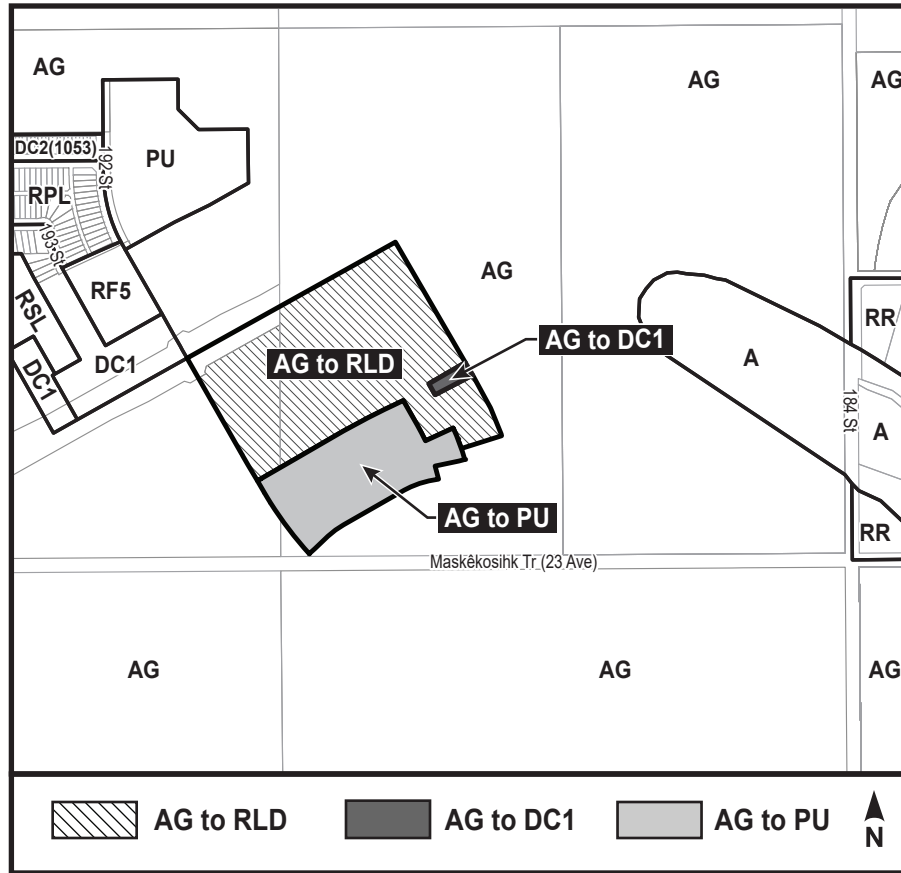 AG
AG
AG
DC2(1053)
192 St
PU
RPL
193 St
AG
RSL
RF5
RR
DC1
DC1
AG to RLD
AG to DC1
A
184 St
A
AG to PU
RR
Maskêkosihk Tr (23 Ave)
AG
AG
AG
AG to RLD
AG to DC1
AG to PU
N